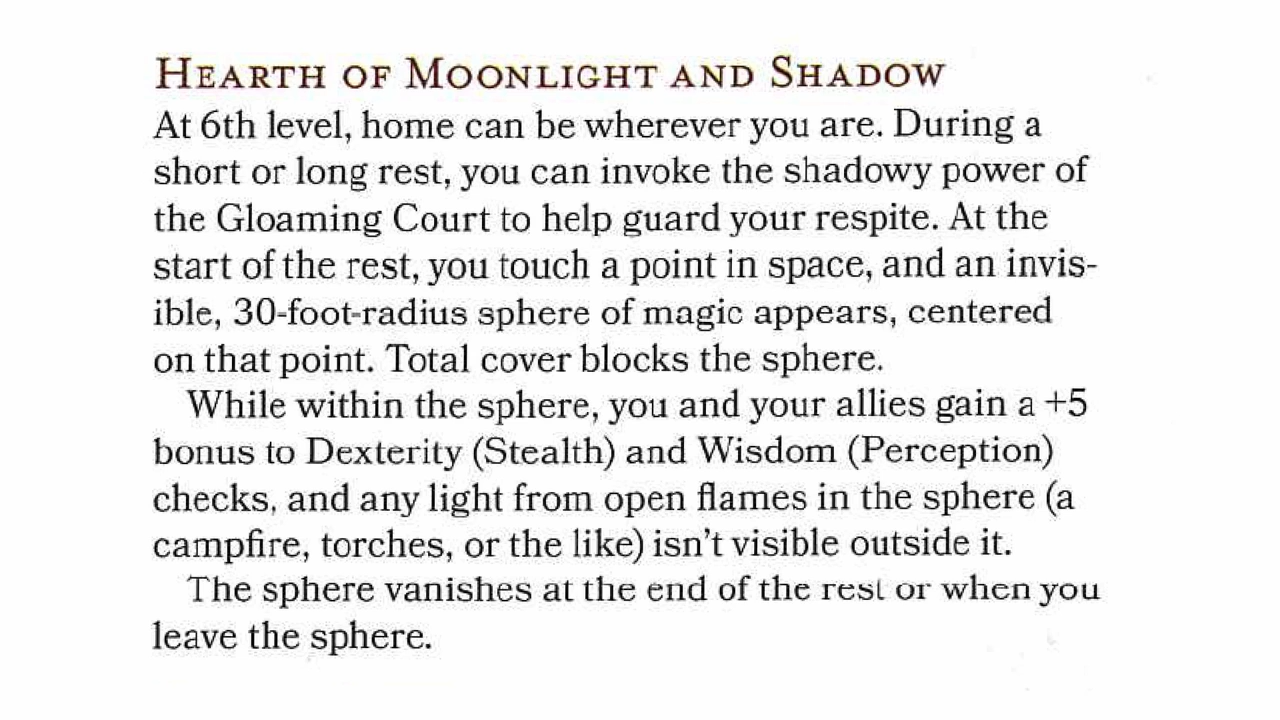 HEARTH OF MOONLIGHT AND SHADOW
At 6th level, home can be wherever you are. During a
short or long rest, you can invoke the shadowy power of
the Gloaming Court to help guard your respite. At the
start of the rest, you touch a point in space, and an invis-
ible, 30-foot-radius sphere of magic appears, centered
on that point. Total cover blocks the sphere.
While within the sphere, you and your allies gain a +5
bonus to Dexterity (Stealth) and Wisdom (Perception)
checks, and any light from open flames in the sphere (a
campfire, torches, or the like) isn't visible outside it.
The sphere vanishes at the end of the rest or when you
leave the sphere.